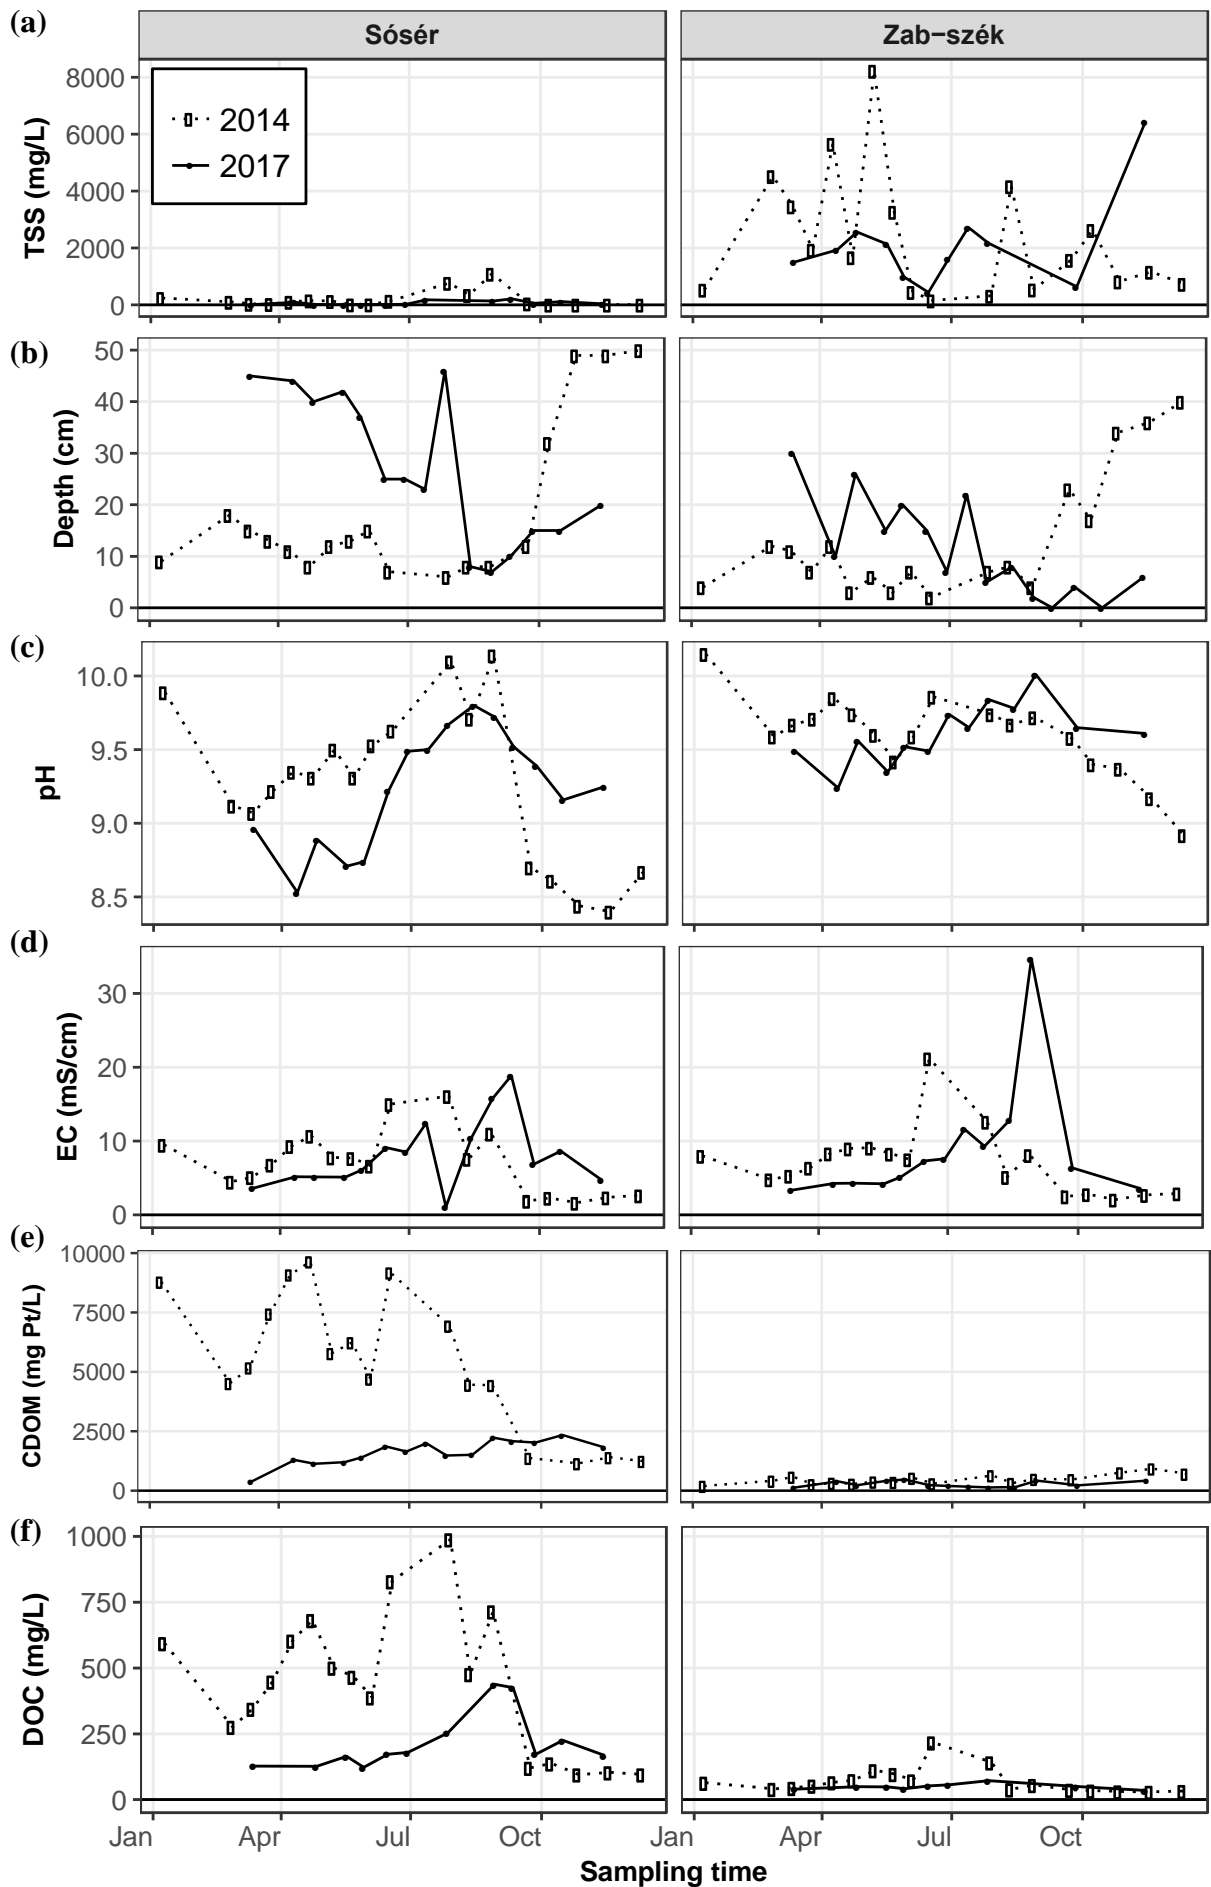 (a)
Sósér
Zab−szék
TSS (mg/L)
8000
6000
4000
2000
0
2014
2017
(b)
Depth (cm)
50
40
30
20
10
0
(c)
pH
10.0
9.5
9.0
8.5
(d)
EC (mS/cm)
30
20
10
0
(e)
CDOM (mg Pt/L)
10000
7500
5000
2500
0
(f)
DOC (mg/L)
1000
750
500
250
0
Jan Apr Jul Oct Jan Apr Jul Oct
Sampling time